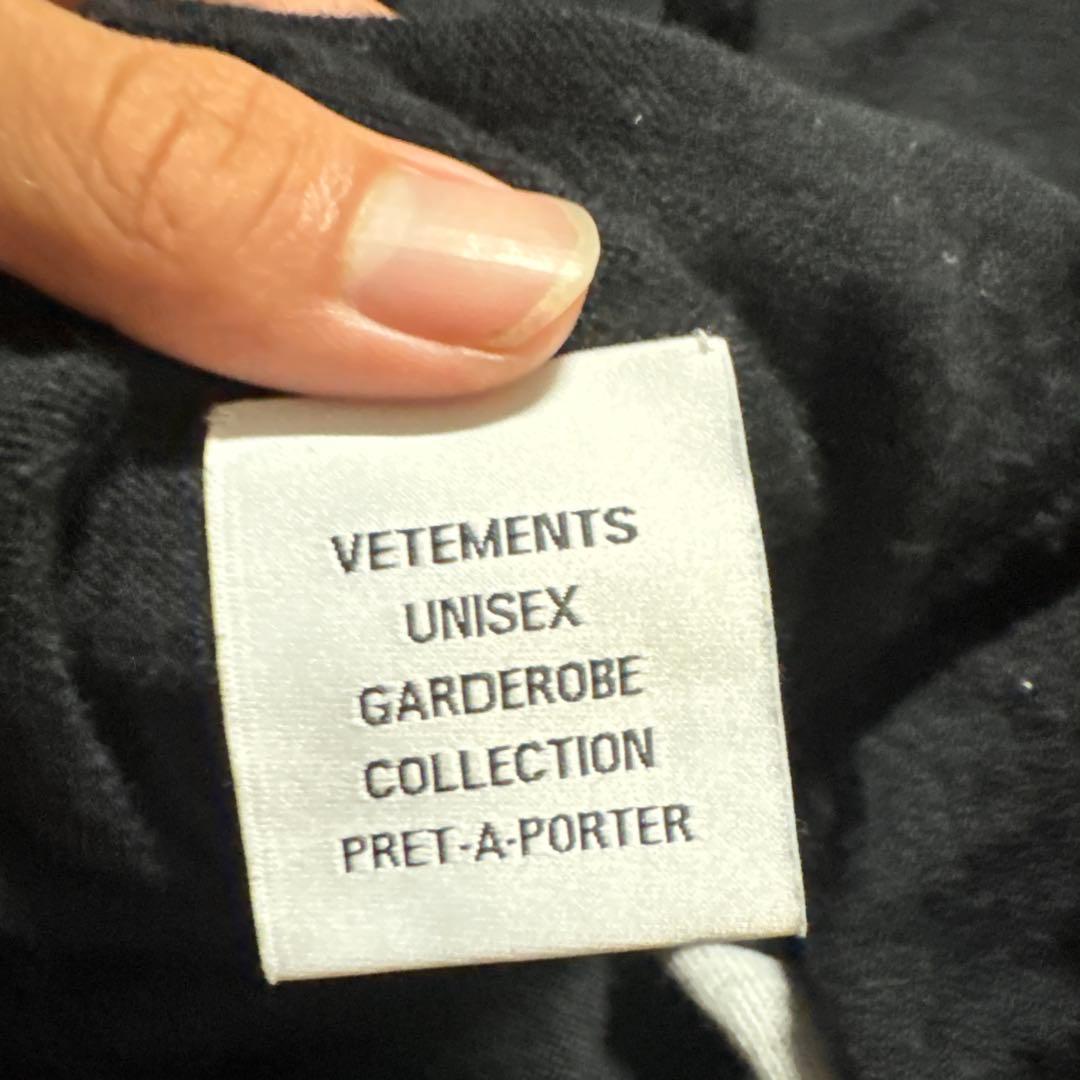 VETEMENTS
UNISEX
GARDEROBE
COLLECTION
PRET-A-PORTER